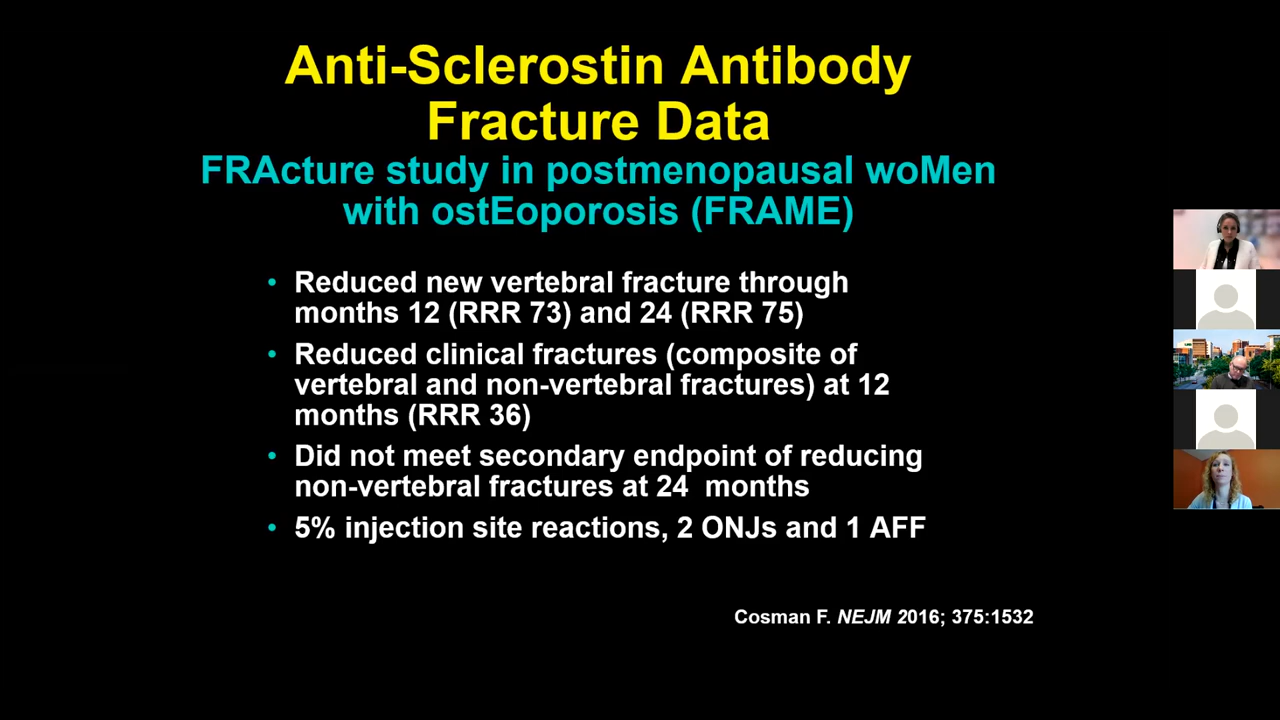 Anti-Sclerostin Antibody
Fracture Data
FRActure study in postmenopausal woMen
with ostEoporosis (FRAME)
• Reduced new vertebral fracture through
months 12 (RRR 73) and 24 (RRR 75)
• Reduced clinical fractures (composite of
vertebral and non-vertebral fractures) at 12
months (RRR 36)
• Did not meet secondary endpoint of reducing
non-vertebral fractures at 24 months
• 5% injection site reactions, 2 ONJs and 1 AFF
Cosman F. NEJM 2016; 375:1532